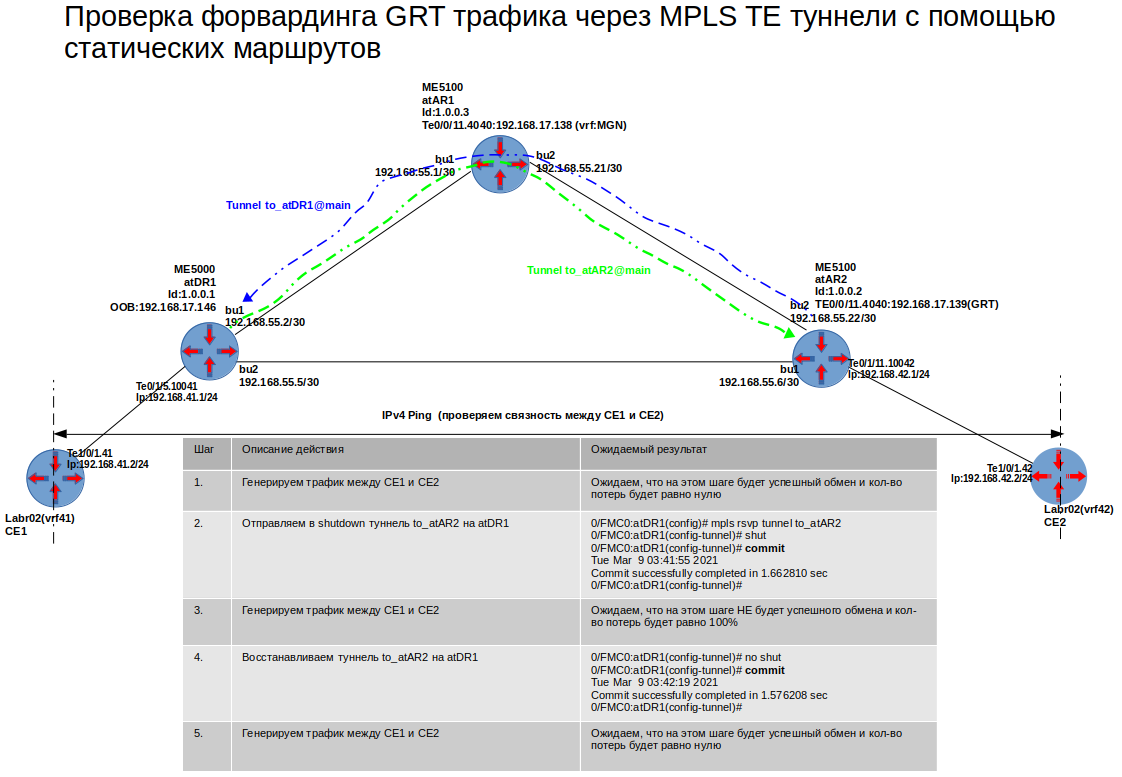 Проверка форвардинга GRT трафика через MPLS TE туннели с помощью
статических маршрутов
ME5100
atAR1
Id:1.0.0.3
Te0/0/11.4040:192.168.17.138 (vrf:MGN)
bu1
192.168.55.1/30
bu2
192.168.55.21/30
Tunnel to_atDR1@main
Tunnel to_atAR2@main
ME5000
atDR1
Id:1.0.0.1
OOB:192.168.17.146
bu1
192.168.55.2/30
ME5100
atAR2
Id:1.0.0.2
TE0/0/11.4040:192.168.17.139(GRT)
bu2
192.168.55.22/30
bu2
192.168.55.5/30
bu1
192.168.55.6/30
Te0/1/5.10041
Ip:192.168.41.1/24
Te0/1/11.10042
Ip:192.168.42.1/24
IPv4 Ping (проверяем связность между CE1 и CE2)
Te1/0/1.41
Ip:192.168.41.2/24
Te1/0/1.42
Ip:192.168.42.2/24
Labr02(vrf41)
CE1
Labr02(vrf42)
CE2
Шаг Описание действия Ожидаемый результат
1. Генерируем трафик между CE1 и CE2 Ожидаем, что на этом шаге будет успешный обмен и кол-во
потерь будет равно нулю
2. Отправляем в shutdown туннель to_atAR2 на atDR1 0/FMC0:atDR1(config)# mpls rsvp tunnel to_atAR2
0/FMC0:atDR1(config-tunnel)# shut
0/FMC0:atDR1(config-tunnel)# commit
Tue Mar 9 03:41:55 2021
Commit successfully completed in 1.662810 sec
0/FMC0:atDR1(config-tunnel)#
3. Генерируем трафик между CE1 и CE2 Ожидаем, что на этом шаге НЕ будет успешного обмена и кол-
во потерь будет равно 100%
4. Восстанавливаем туннель to_atAR2 на atDR1 0/FMC0:atDR1(config-tunnel)# no shut
0/FMC0:atDR1(config-tunnel)# commit
Tue Mar 9 03:42:19 2021
Commit successfully completed in 1.576208 sec
0/FMC0:atDR1(config-tunnel)#
5. Генерируем трафик между CE1 и CE2 Ожидаем, что на этом шаге будет успешный обмен и кол-во
потерь будет равно нулю